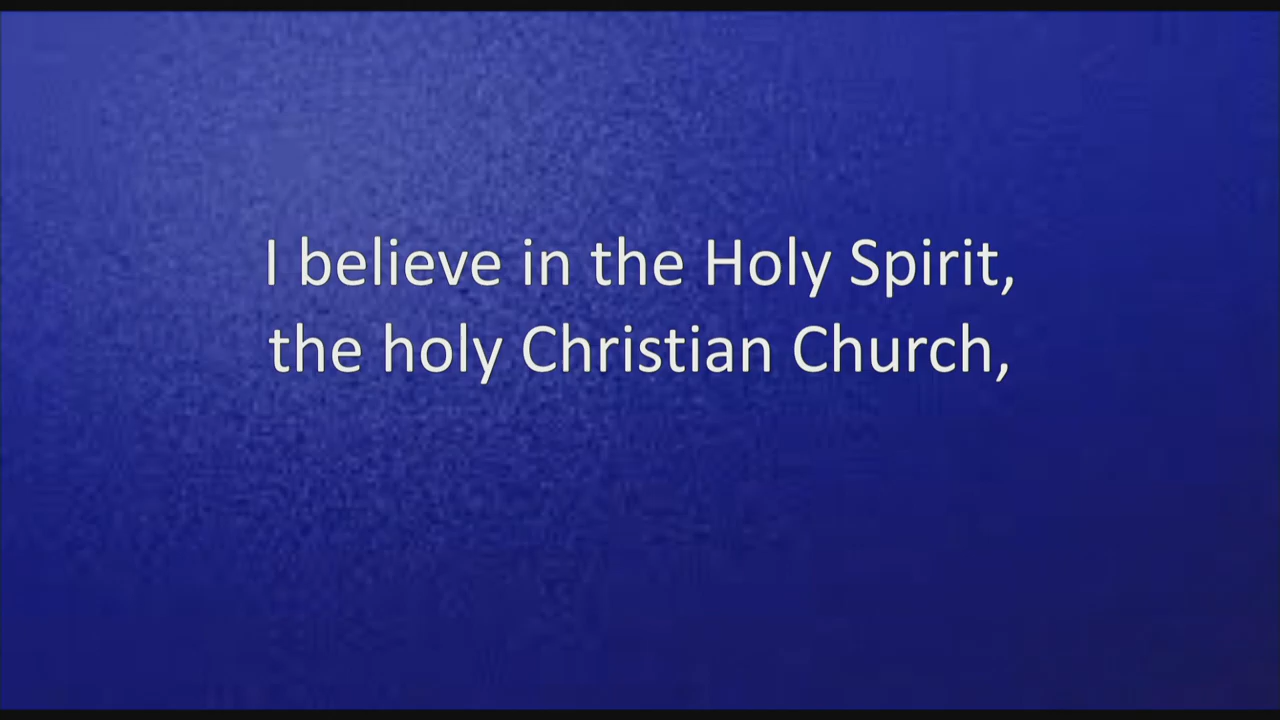 I believe in the Holy Spirit,
the holy Christian Church,